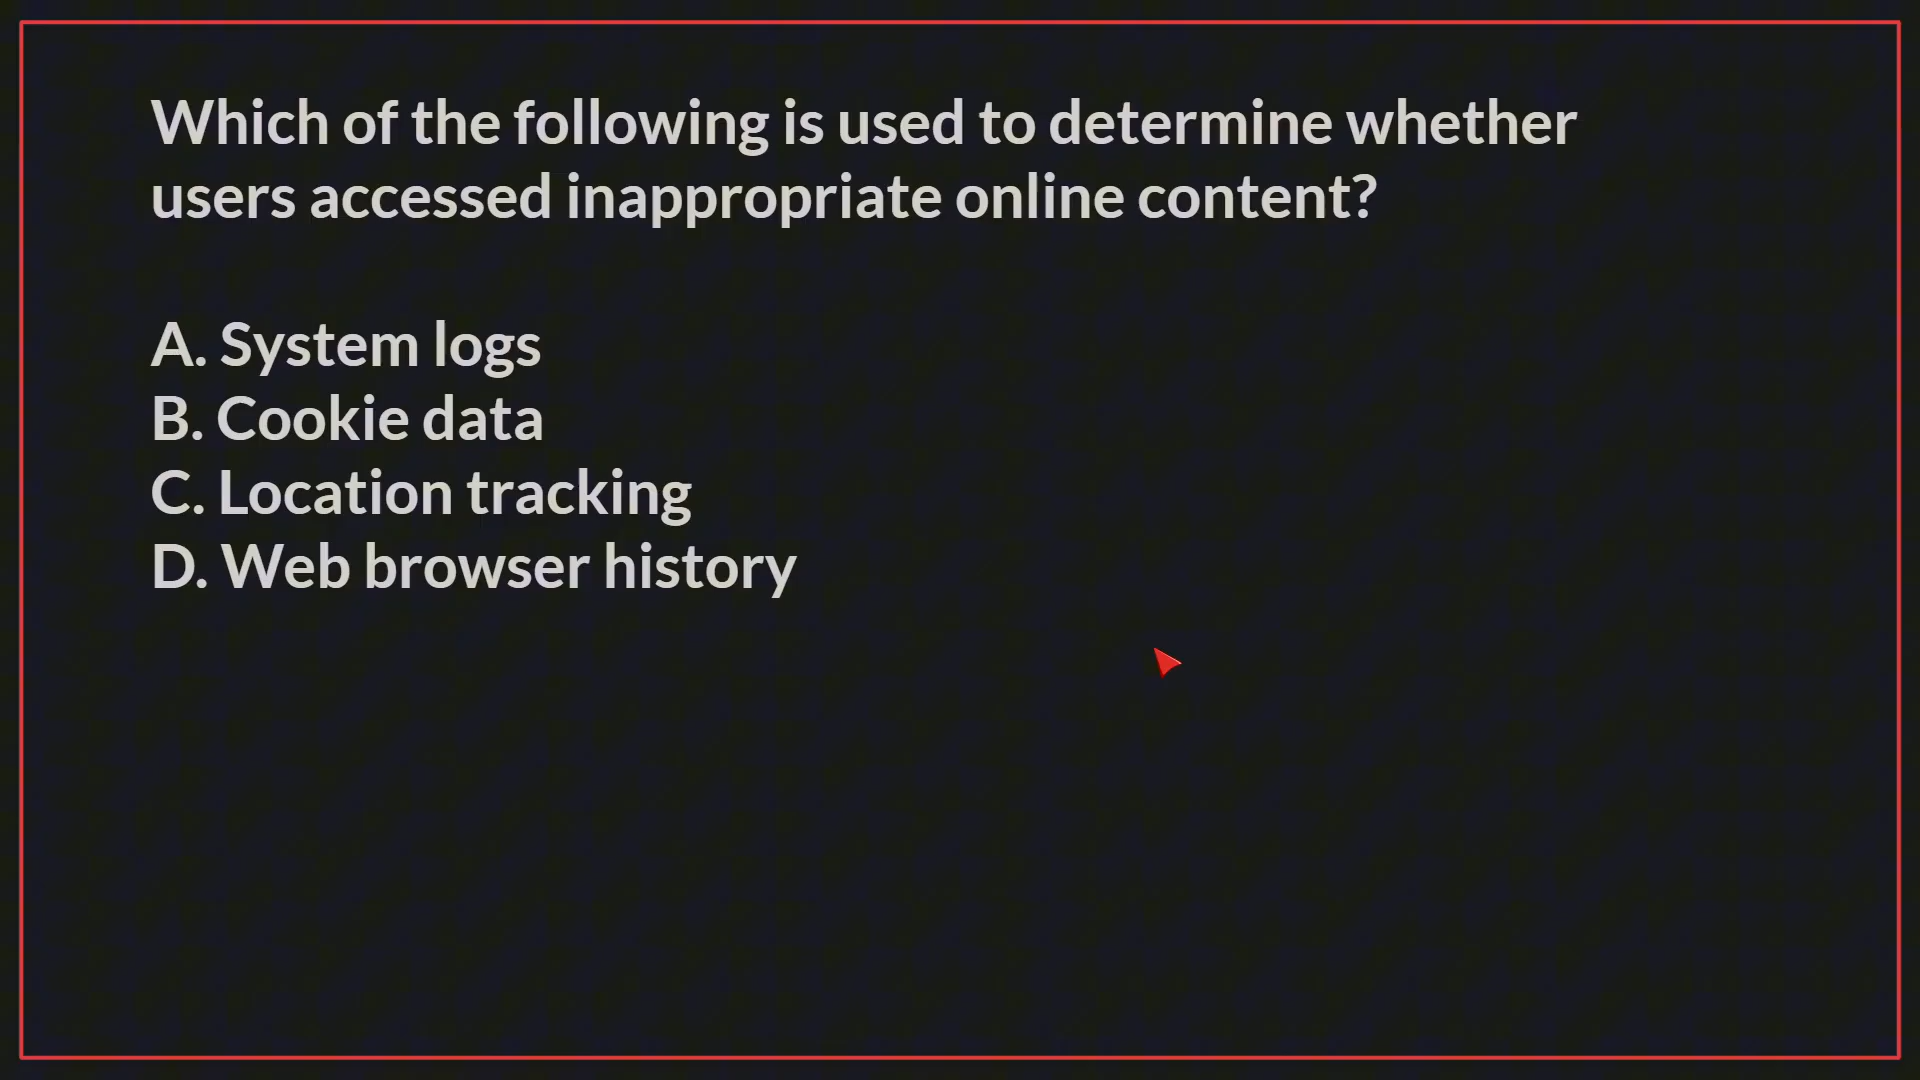 Which of the following is used to determine whether
users accessed inappropriate online content?
A. System logs
B. Cookie data
C. Location tracking
D. Web browser history